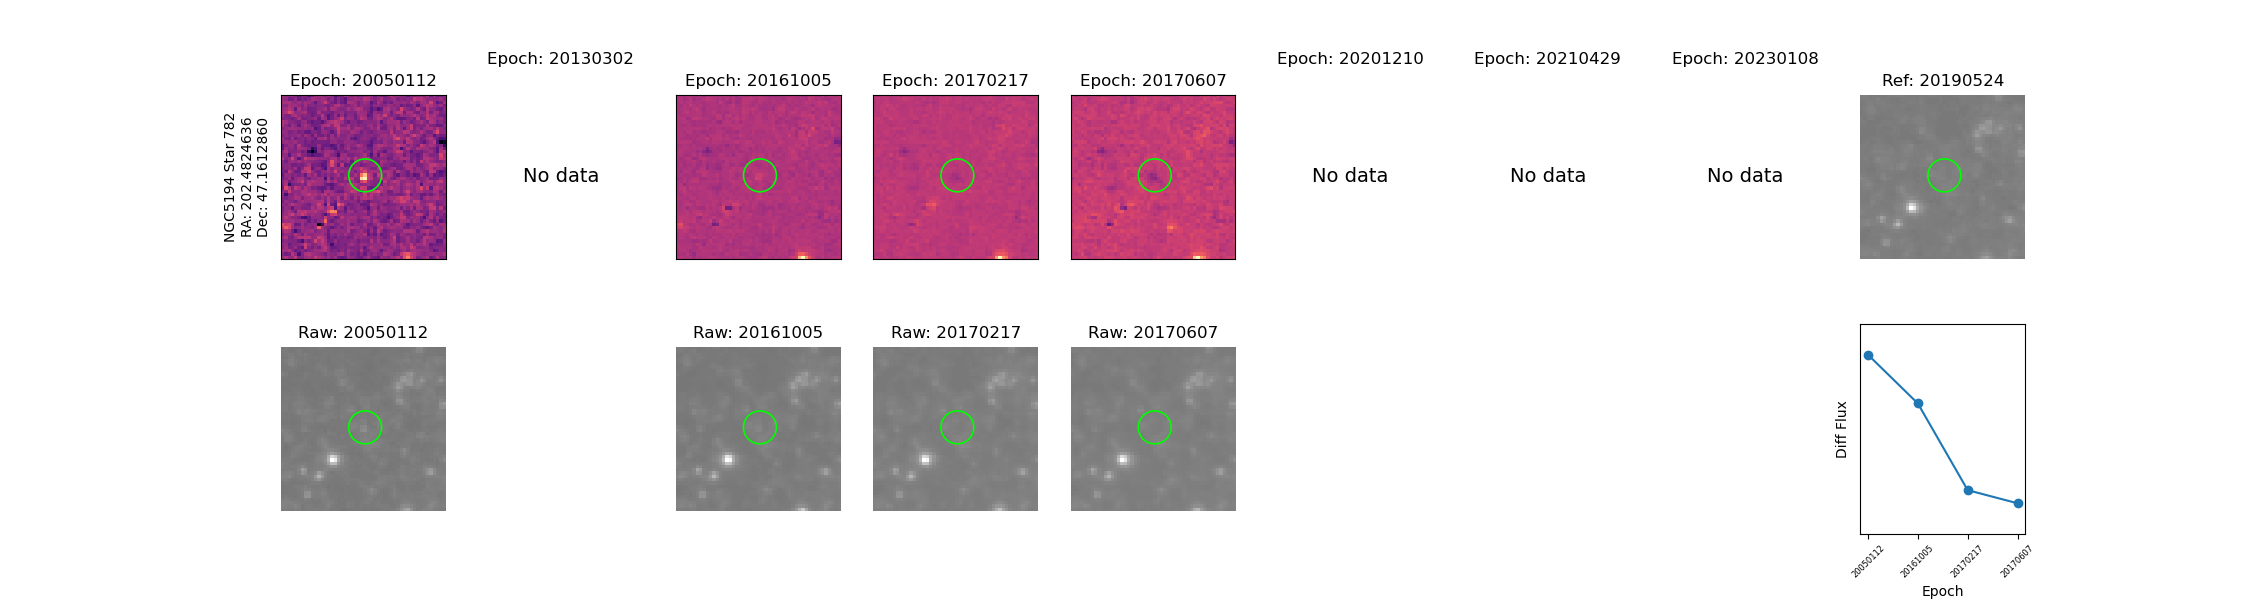 Epoch: 20130302
Epoch: 20201210
Epoch: 20210429
Epoch: 20230108
Epoch: 20050112
Epoch: 20161005
Epoch: 20170217
Epoch: 20170607
Ref: 20190524
NGC5194 Star 782
RA: 202.4824636
Dec: 47.1612860
No data
No data
No data
No data
Raw: 20050112
Raw: 20161005
Raw: 20170217
Raw: 20170607
Diff Flux
20050112
20161005
20170217
20170607
Epoch